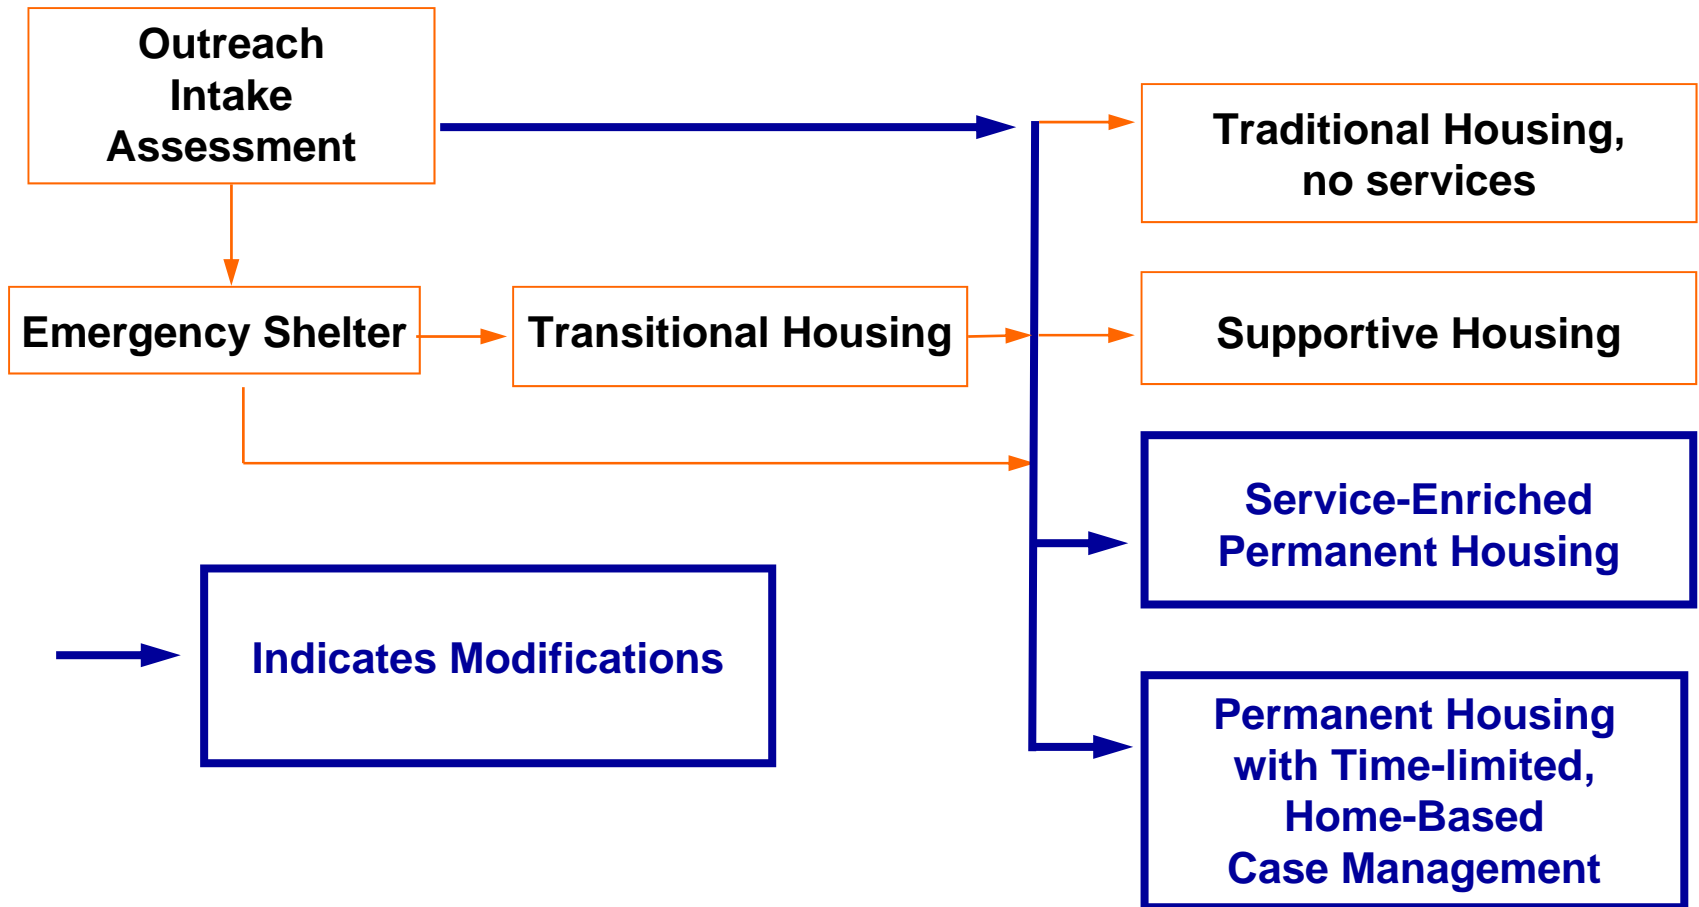 Outreach
Intake
Assessment
Traditional Housing,
no services
Emergency Shelter
Transitional Housing
Supportive Housing
Service-Enriched
Permanent Housing
Indicates Modifications
Permanent Housing
with Time-limited,
Home-Based
Case Management